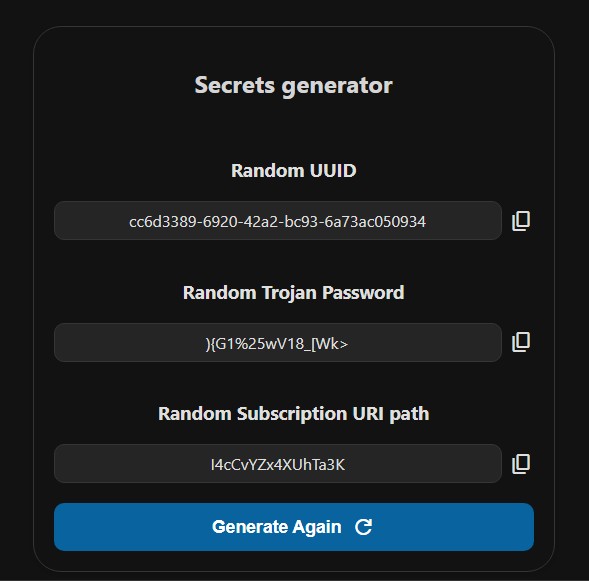 Secrets generator
Random UUID
cc6d3389-6920-42a2-bc93-6a73ac050934
Random Trojan Password
){G1%25wV18_[Wk>
Random Subscription URI path
I4cCvYZx4XUhTa3K
Generate Again